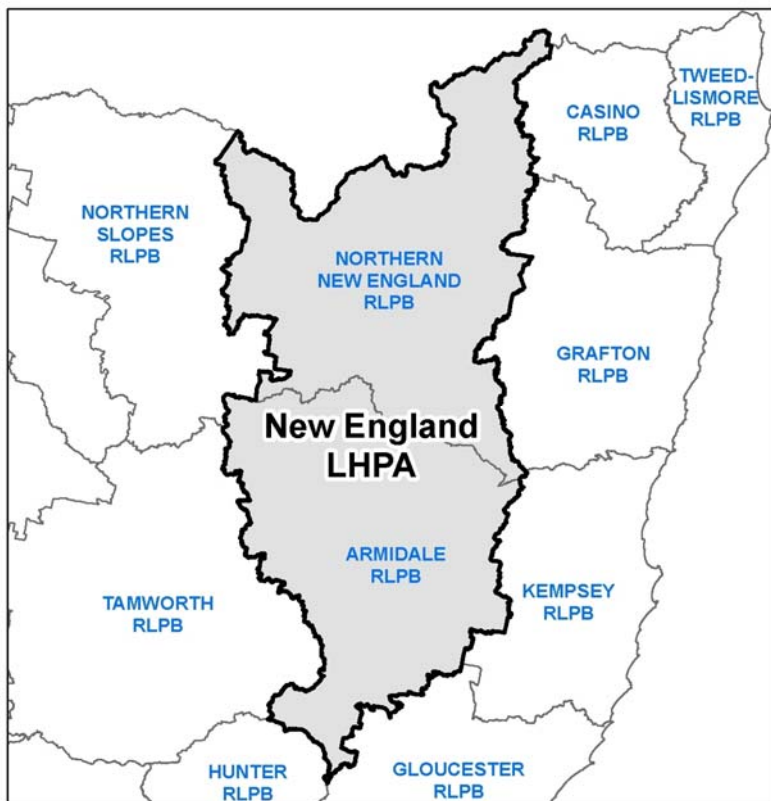 TWEED-
LISMORE
RLPB
CASINO
RLPB
NORTHERN
SLOPES
RLPB
NORTHERN
NEW ENGLAND
RLPB
GRAFTON
RLPB
New England
LHPA
ARMIDALE
RLPB
KEMPSEY
RLPB
TAMWORTH
RLPB
HUNTER
RLPB
GLOUCESTER
RLPB